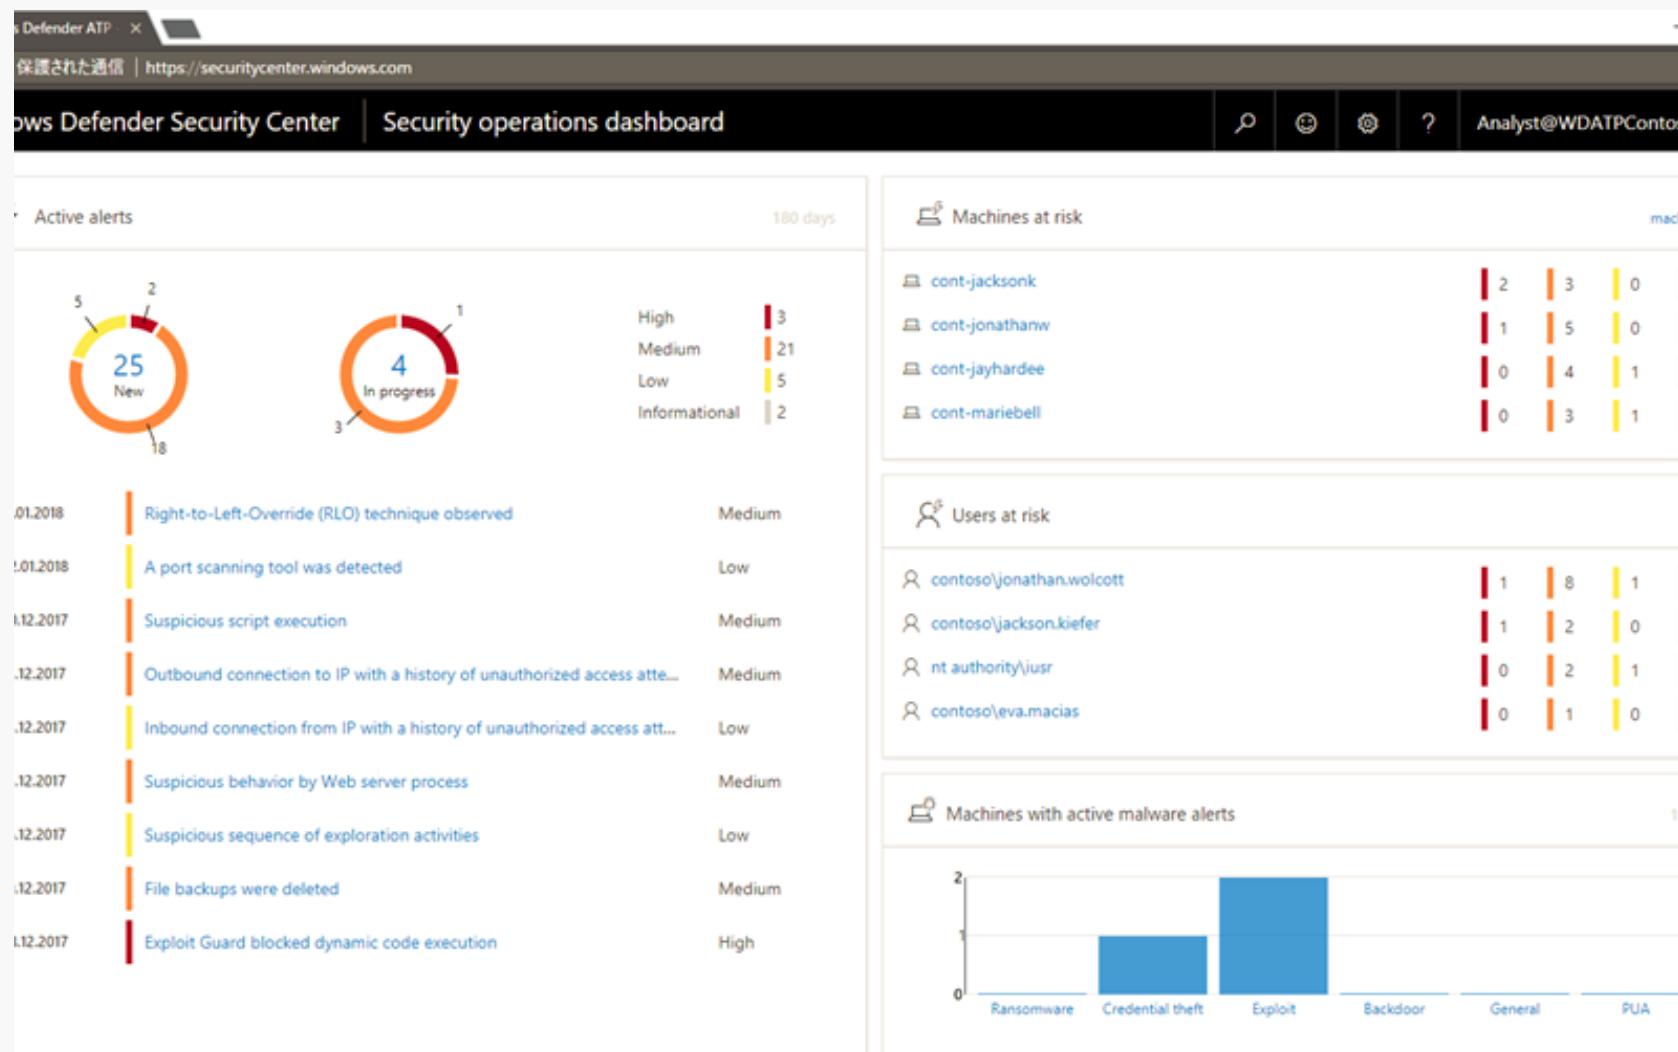 s Defender ATP
保護された通信 | https://securitycenter.windows.com
ows Defender Security Center Security operations dashboard ? Analyst@WDATPContos
Active alerts 180 days
5 2
25
New
18
1
4
In progress
3
High 3
Medium 21
Low 5
Informational 2
.01.2018 Right-to-Left-Override (RLO) technique observed Medium
.01.2018 A port scanning tool was detected Low
.12.2017 Suspicious script execution Medium
.12.2017 Outbound connection to IP with a history of unauthorized access atte... Medium
.12.2017 Inbound connection from IP with a history of unauthorized access att... Low
.12.2017 Suspicious behavior by Web server process Medium
.12.2017 Suspicious sequence of exploration activities Low
.12.2017 File backups were deleted Medium
.12.2017 Exploit Guard blocked dynamic code execution High
Machines at risk mac
cont-jacksonk 2 3 0
cont-jonathanw 1 5 0
cont-jayhardee 0 4 1
cont-mariebell 0 3 1
Users at risk
contoso\jonathan.wolcott 1 8 1
contoso\jackson.kiefer 1 2 0
nt authority\iusr 0 2 1
contoso\eva.macias 0 1 0
Machines with active malware alerts 1
2
1
0
Ransomware Credential theft Exploit Backdoor General PUA